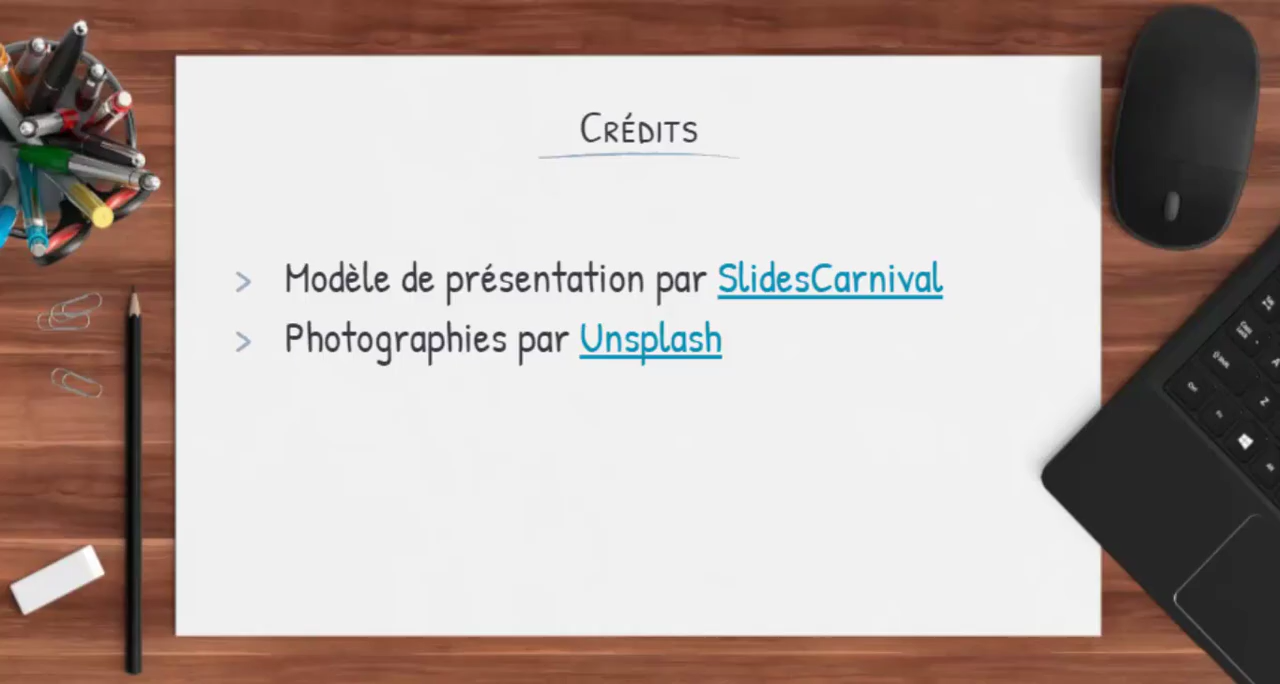 Crédits
> Modèle de présentation par SlidesCarnival
> Photographies par Unsplash